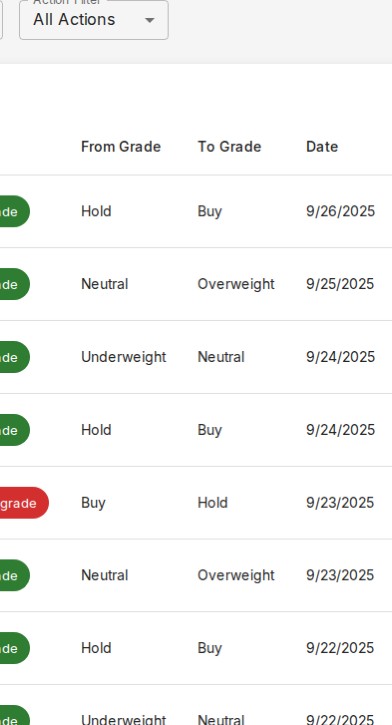 Action Filter
All Actions
From Grade To Grade Date
ade Hold Buy 9/26/2025
ade Neutral Overweight 9/25/2025
ade Underweight Neutral 9/24/2025
ade Hold Buy 9/24/2025
grade Buy Hold 9/23/2025
ade Neutral Overweight 9/23/2025
ade Hold Buy 9/22/2025
ade Underweight Neutral 9/22/2025